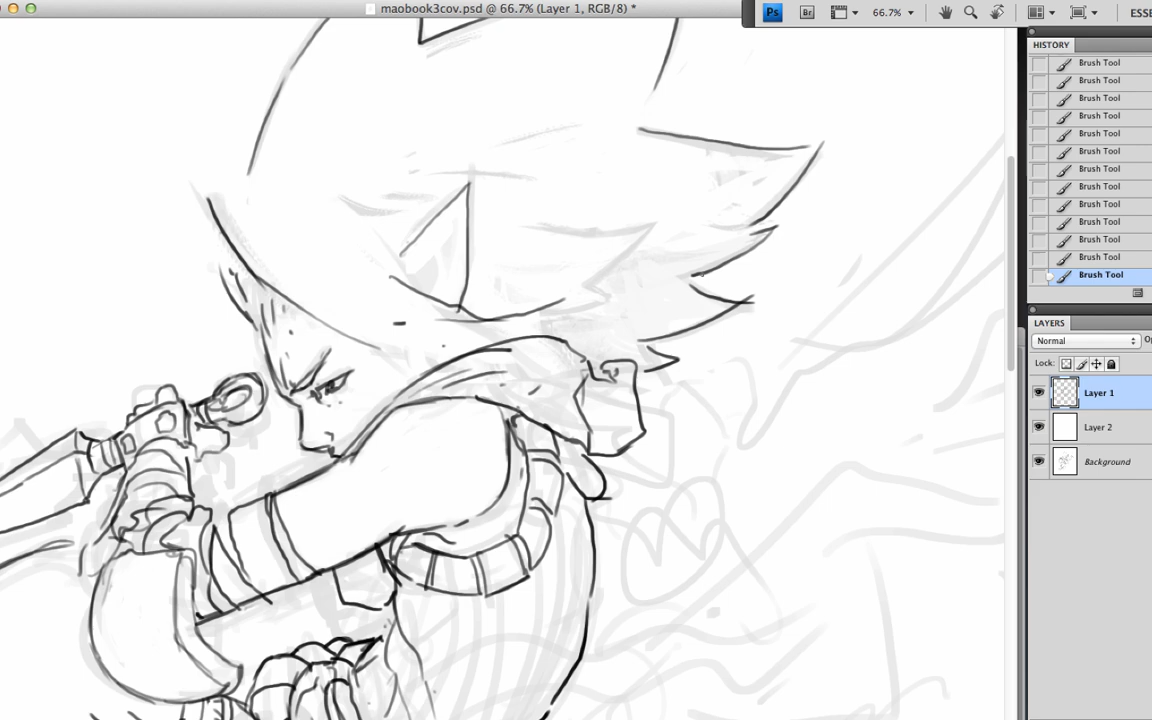 maobook3cov.psd @ 66.7% (Layer 1, RGB/8) *
Ps
Br
66.7%
ESSE
HISTORY
Brush Tool
Brush Tool
Brush Tool
Brush Tool
Brush Tool
Brush Tool
Brush Tool
Brush Tool
Brush Tool
Brush Tool
Brush Tool
Brush Tool
Brush Tool
LAYERS
Normal
Op
Lock:
Layer 1
Layer 2
Background